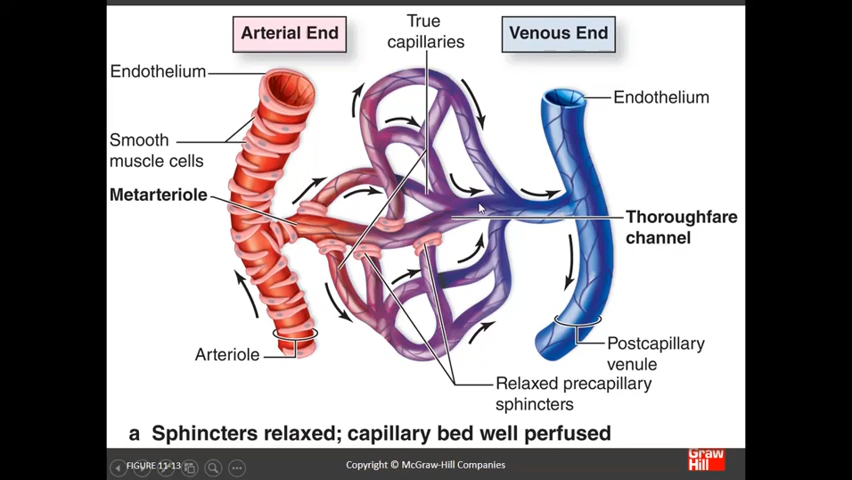 Arterial End
True
capillaries
Venous End
Endothelium
Endothelium
Smooth
muscle cells
Metarteriole
Thoroughfare
channel
Arteriole
Postcapillary
venule
Relaxed precapillary
sphincters
a Sphincters relaxed; capillary bed well perfused
FIGURE 11-13
Copyright © McGraw-Hill Companies
Graw
Hill